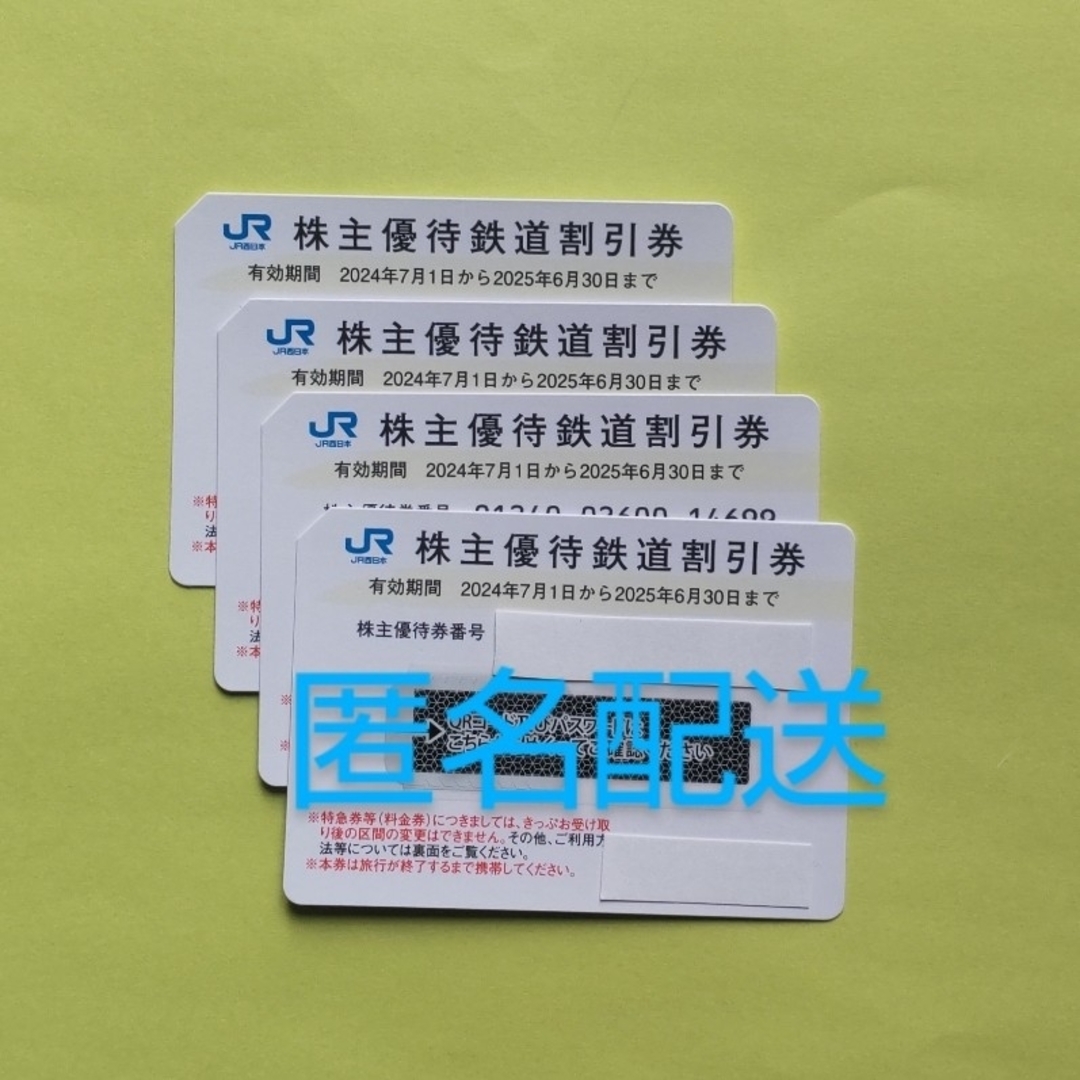 JR 株主優待鉄道割引券
JR西日本
有効期間 2024年7月1日から2025年6月30日まで
※特
り
法
※本
JR 株主優待鉄道割引券
JR西日本
有効期間 2024年7月1日から2025年6月30日まで
※特
り
法
※本
JR 株主優待鉄道割引券
JR西日本
有効期間 2024年7月1日から2025年6月30日まで
※
※
JR 株主優待鉄道割引券
JR西日本
有効期間 2024年7月1日から2025年6月30日まで
株主優待券番号
匿名配送
※特急券等(料金券)につきましては、きっぷお受け取
り後の区間の変更はできません。その他、ご利用方
法等については裏面をご覧ください。
※本券は旅行が終了するまで携帯してください。